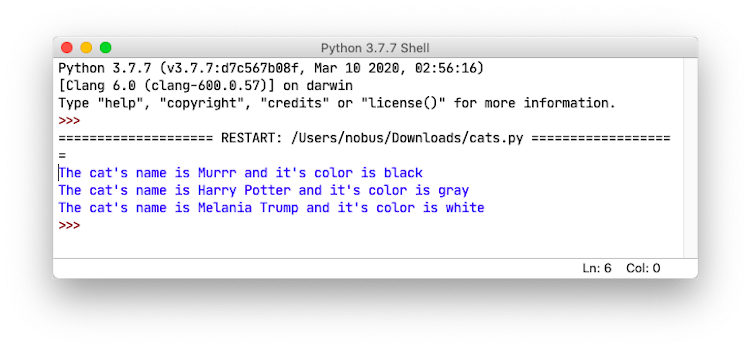 Python 3.7.7 Shell
Python 3.7.7 (v3.7.7:d7c567b08f, Mar 10 2020, 02:56:16)
[Clang 6.0 (clang-600.0.57)] on darwin
Type "help", "copyright", "credits" or "license()" for more information.
>>>
==================== RESTART: /Users/nobus/Downloads/cats.py ==================
=
The cat's name is Murrr and it's color is black
The cat's name is Harry Potter and it's color is gray
The cat's name is Melania Trump and it's color is white
>>>
Ln: 6 Col: 0